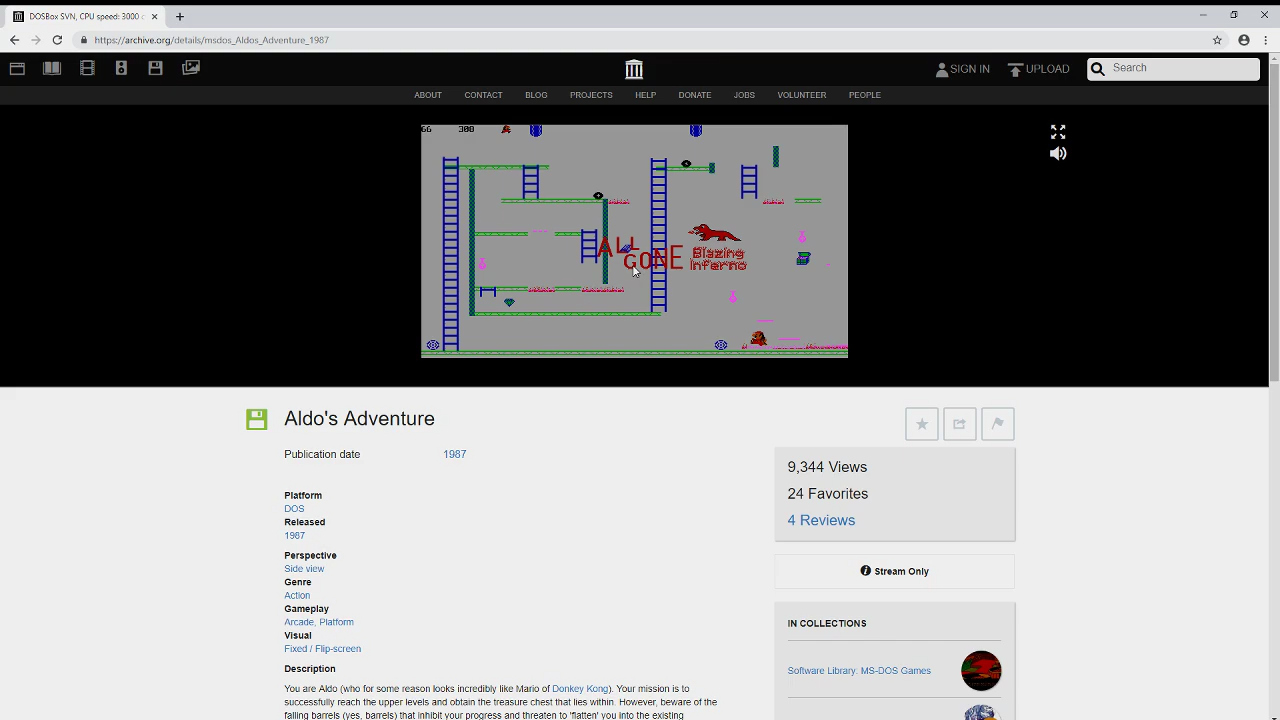 DOSBox SVN, CPU speed: 3000 c
https://archive.org/details/msdos_Aldos_Adventure_1987
SIGN IN
UPLOAD
Search
ABOUT
CONTACT
BLOG
PROJECTS
HELP
DONATE
JOBS
VOLUNTEER
PEOPLE
66 300
ALL
GONE
Blazing
Inferno
Aldo's Adventure
Publication date 1987
Platform
DOS
Released
1987
Perspective
Side view
Genre
Action
Gameplay
Arcade, Platform
Visual
Fixed / Flip-screen
Description
You are Aldo (who for some reason looks incredibly like Mario of Donkey Kong). Your mission is to
successfully reach the upper levels and obtain the treasure chest that lies within. However, beware of the
falling barrels (yes, barrels) that inhibit your progress and threaten to 'flatten' you into the existing
9,344 Views
24 Favorites
4 Reviews
Stream Only
IN COLLECTIONS
Software Library: MS-DOS Games